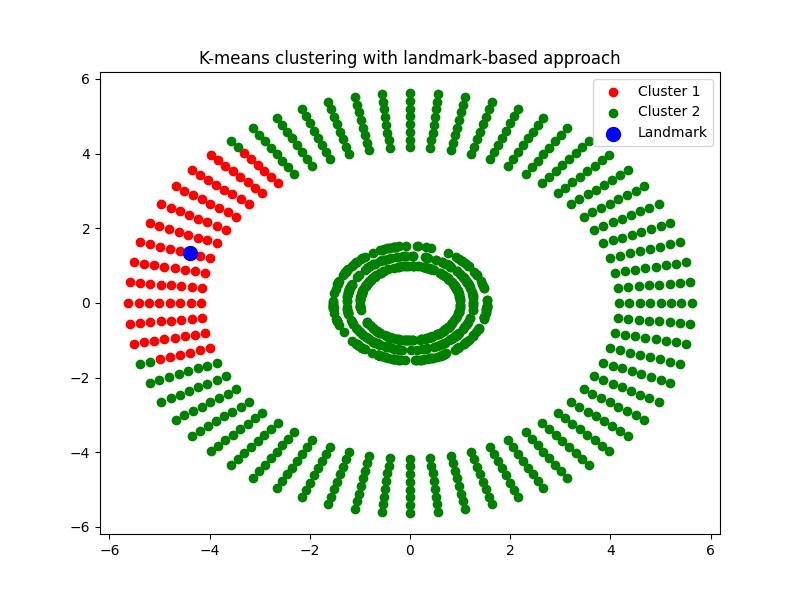 K-means clustering with landmark-based approach
Cluster 1
Cluster 2
Landmark
6
4
2
0
−2
−4
−6
−6 −4 −2 0 2 4 6